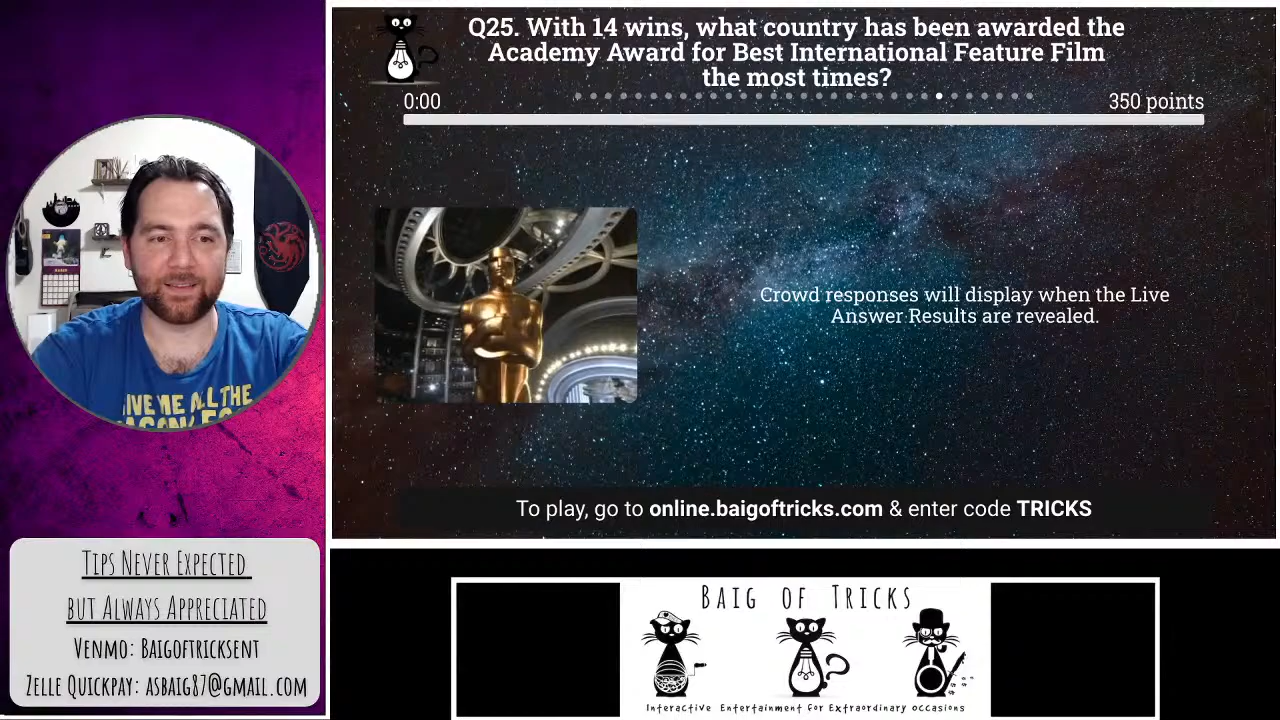 Q25. With 14 wins, what country has been awarded the
Academy Award for Best International Feature Film
the most times?
0:00
350 points
Crowd responses will display when the Live
Answer Results are revealed.
To play, go to online.baigoftricks.com & enter code TRICKS
Tips Never Expected
but Always Appreciated
Venmo: Baigoftricksent
Zelle Quickpay: asbaig87@gmail.com
Baig of Tricks
Interactive Entertainment for Extraordinary Occasions